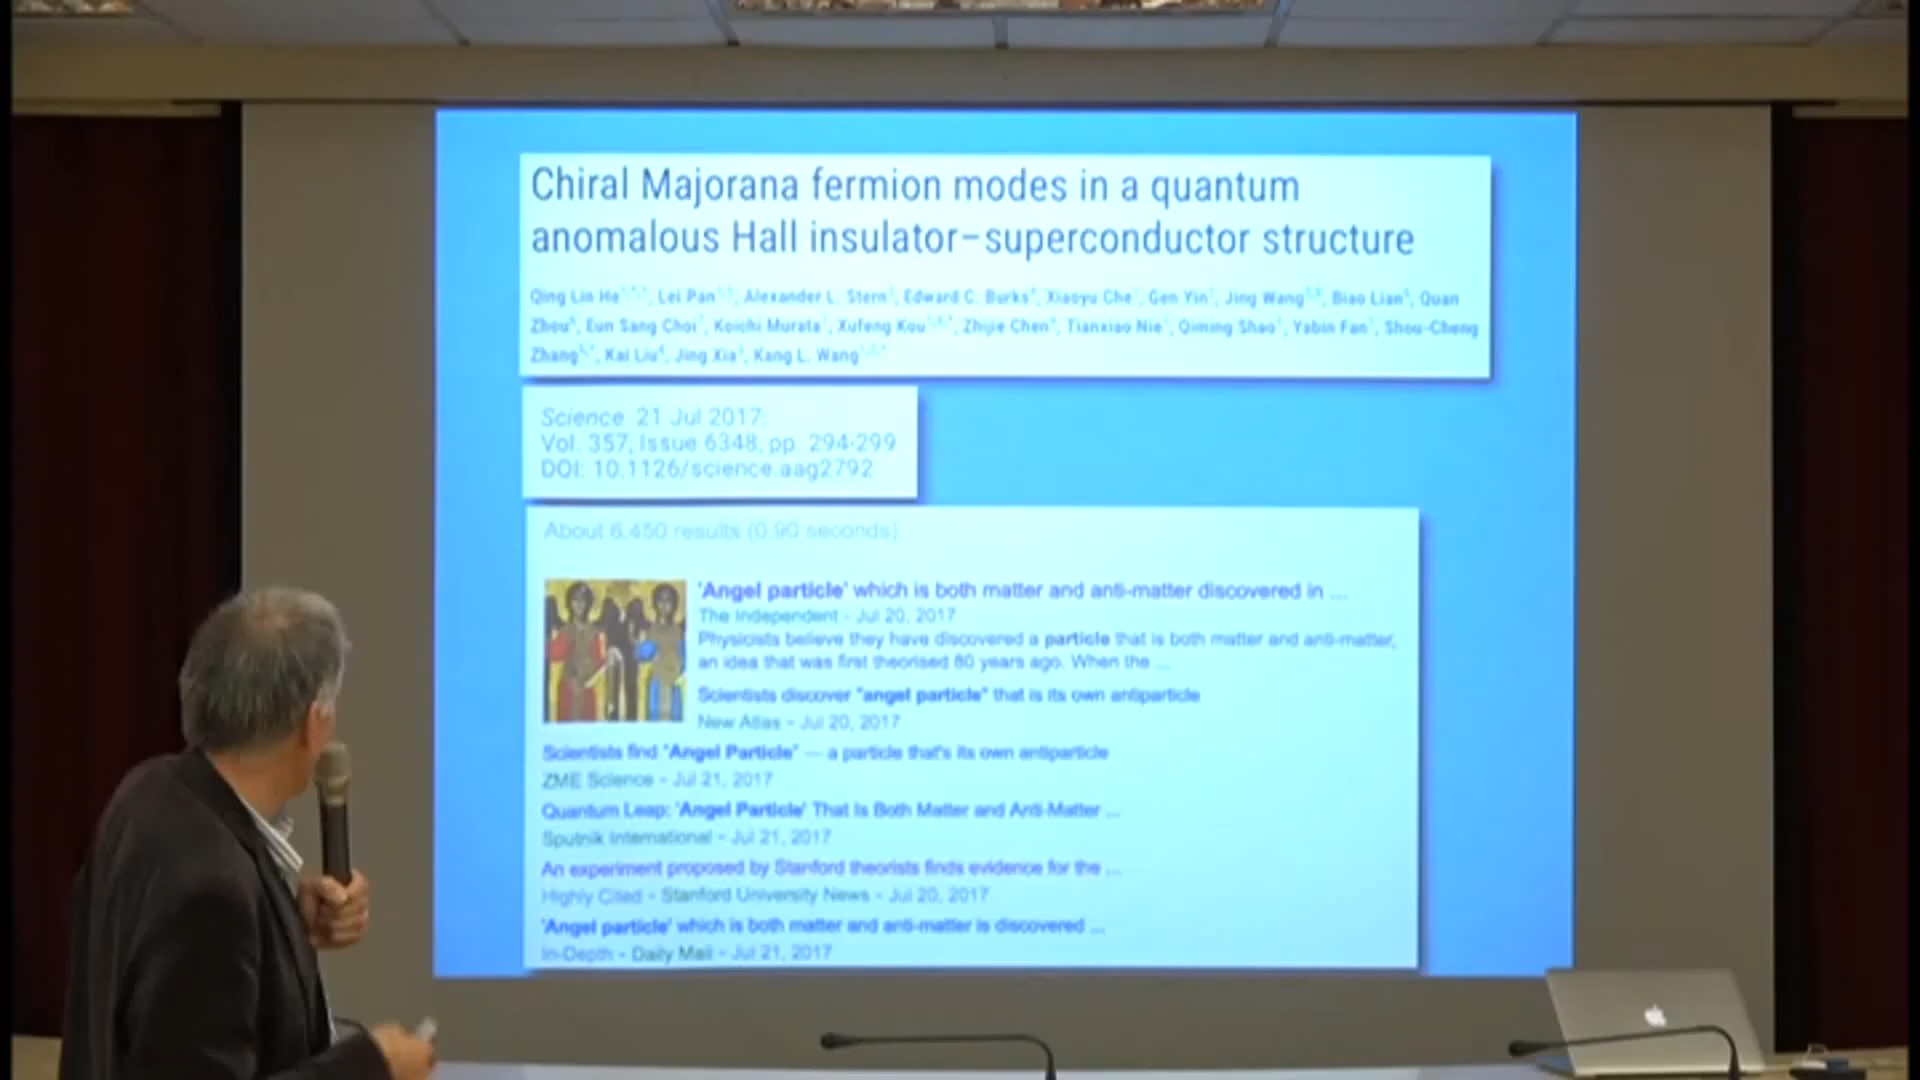 Chiral Majorana fermion modes in a quantum
anomalous Hall insulator–superconductor structure
Qing Lin He, Lei Pan, Alexander L. Stern, Edward C. Burks, Xiaoyu Che, Gen Yin, Jing Wang, Biao Lian, Quan
Zhou, Eun Sang Choi, Koichi Murata, Xufeng Kou, Zhijie Chen, Tianxiao Nie, Qiming Shao, Yabin Fan, Shou-Cheng
Zhang, Kai Liu, Jing Xia, Kang L. Wang
Science 21 Jul 2017:
Vol. 357, Issue 6348, pp. 294-299
DOI: 10.1126/science.aag2792
About 6,450 results (0.90 seconds)
'Angel particle' which is both matter and anti-matter discovered in ...
The Independent - Jul 20, 2017
Physicists believe they have discovered a particle that is both matter and anti-matter,
an idea that was first theorised 80 years ago. When the ...
Scientists discover "angel particle" that is its own antiparticle
New Atlas - Jul 20, 2017
Scientists find "Angel Particle" — a particle that's its own antiparticle
ZME Science - Jul 21, 2017
Quantum Leap: 'Angel Particle' That Is Both Matter and Anti-Matter ...
Sputnik International - Jul 21, 2017
An experiment proposed by Stanford theorists finds evidence for the ...
Highly Cited - Stanford University News - Jul 20, 2017
'Angel particle' which is both matter and anti-matter is discovered ...
In-Depth - Daily Mail - Jul 21, 2017